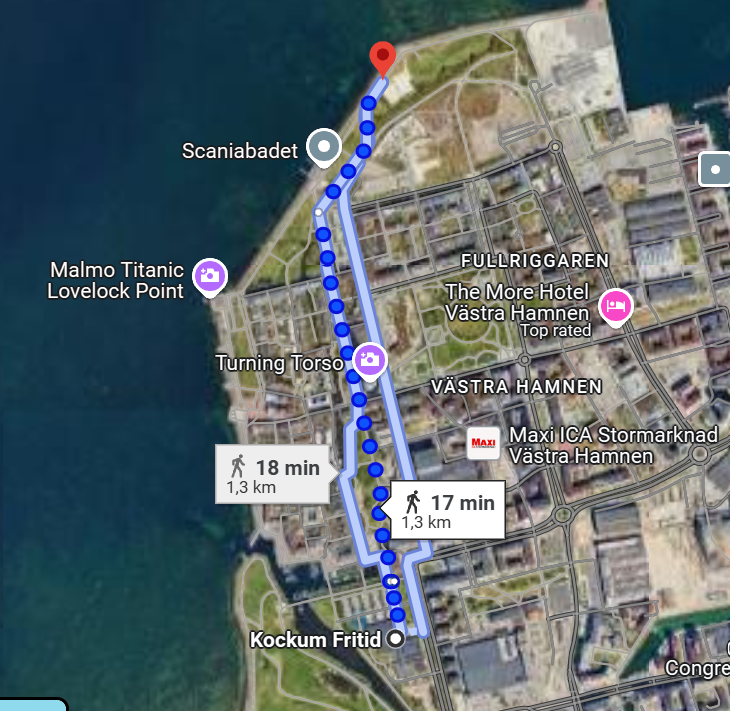 Scaniabadet
FULLRIGGAREN
Malmo Titanic
Lovelock Point
The More Hotel
Västra Hamnen
Top rated
Turning Torso
VÄSTRA HAMNEN
MAXI
Maxi ICA Stormarknad
Västra Hamnen
18 min
1,3 km
17 min
1,3 km
Kockum Fritid
Congre